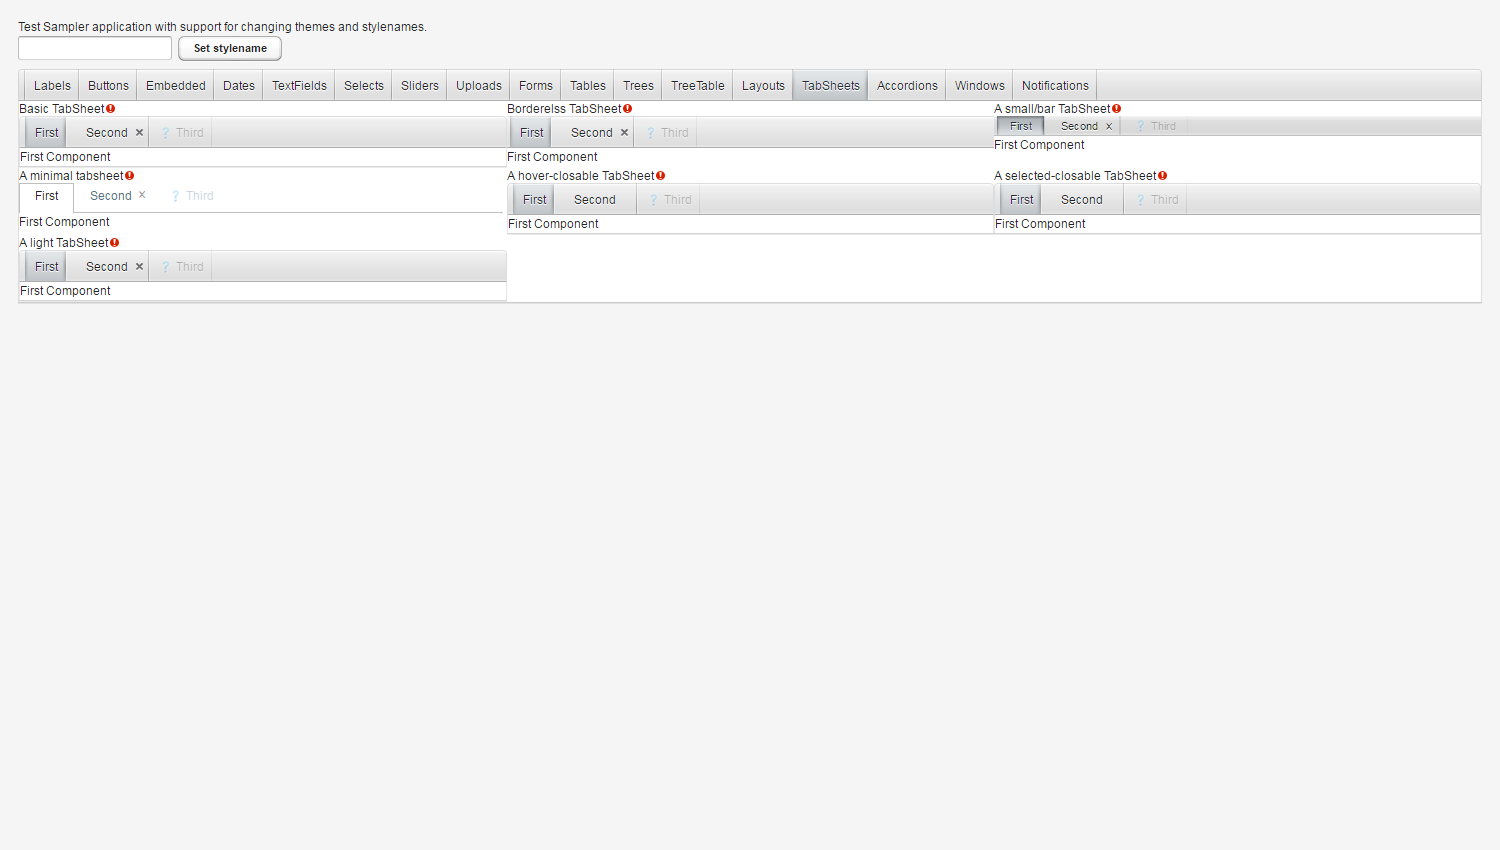 Test Sampler application with support for changing themes and stylenames.
Set stylename
Labels Buttons Embedded Dates TextFields Selects Sliders Uploads Forms Tables Trees TreeTable Layouts TabSheets Accordions Windows Notifications
Basic TabSheet Borderelss TabSheet A small/bar TabSheet
First Second × ? Third First Second × ? Third First Second x ? Third
First Component First Component First Component
A minimal tabsheet A hover-closable TabSheet A selected-closable TabSheet
First Second x ? Third First Second ? Third First Second ? Third
First Component First Component First Component
A light TabSheet
First Second × ? Third
First Component